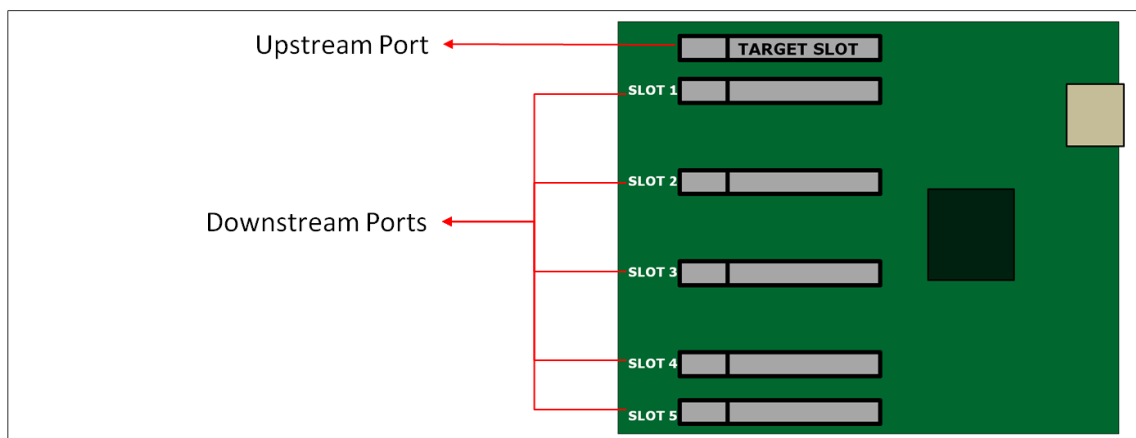 Upstream Port
TARGET SLOT
SLOT 1
SLOT 2
Downstream Ports
SLOT 3
SLOT 4
SLOT 5